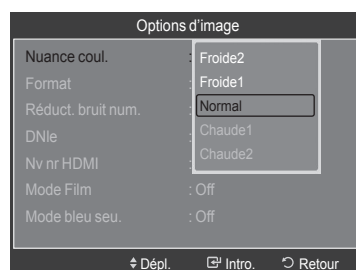 Options d'image
Nuance coul. :
Froide2
Format :
Froide1
Réduct. bruit num. :
Normal
DNIe :
Chaude1
Nv nr HDMI :
Chaude2
Mode Film : Off
Mode bleu seu. : Off
Dépl. Intro. Retour